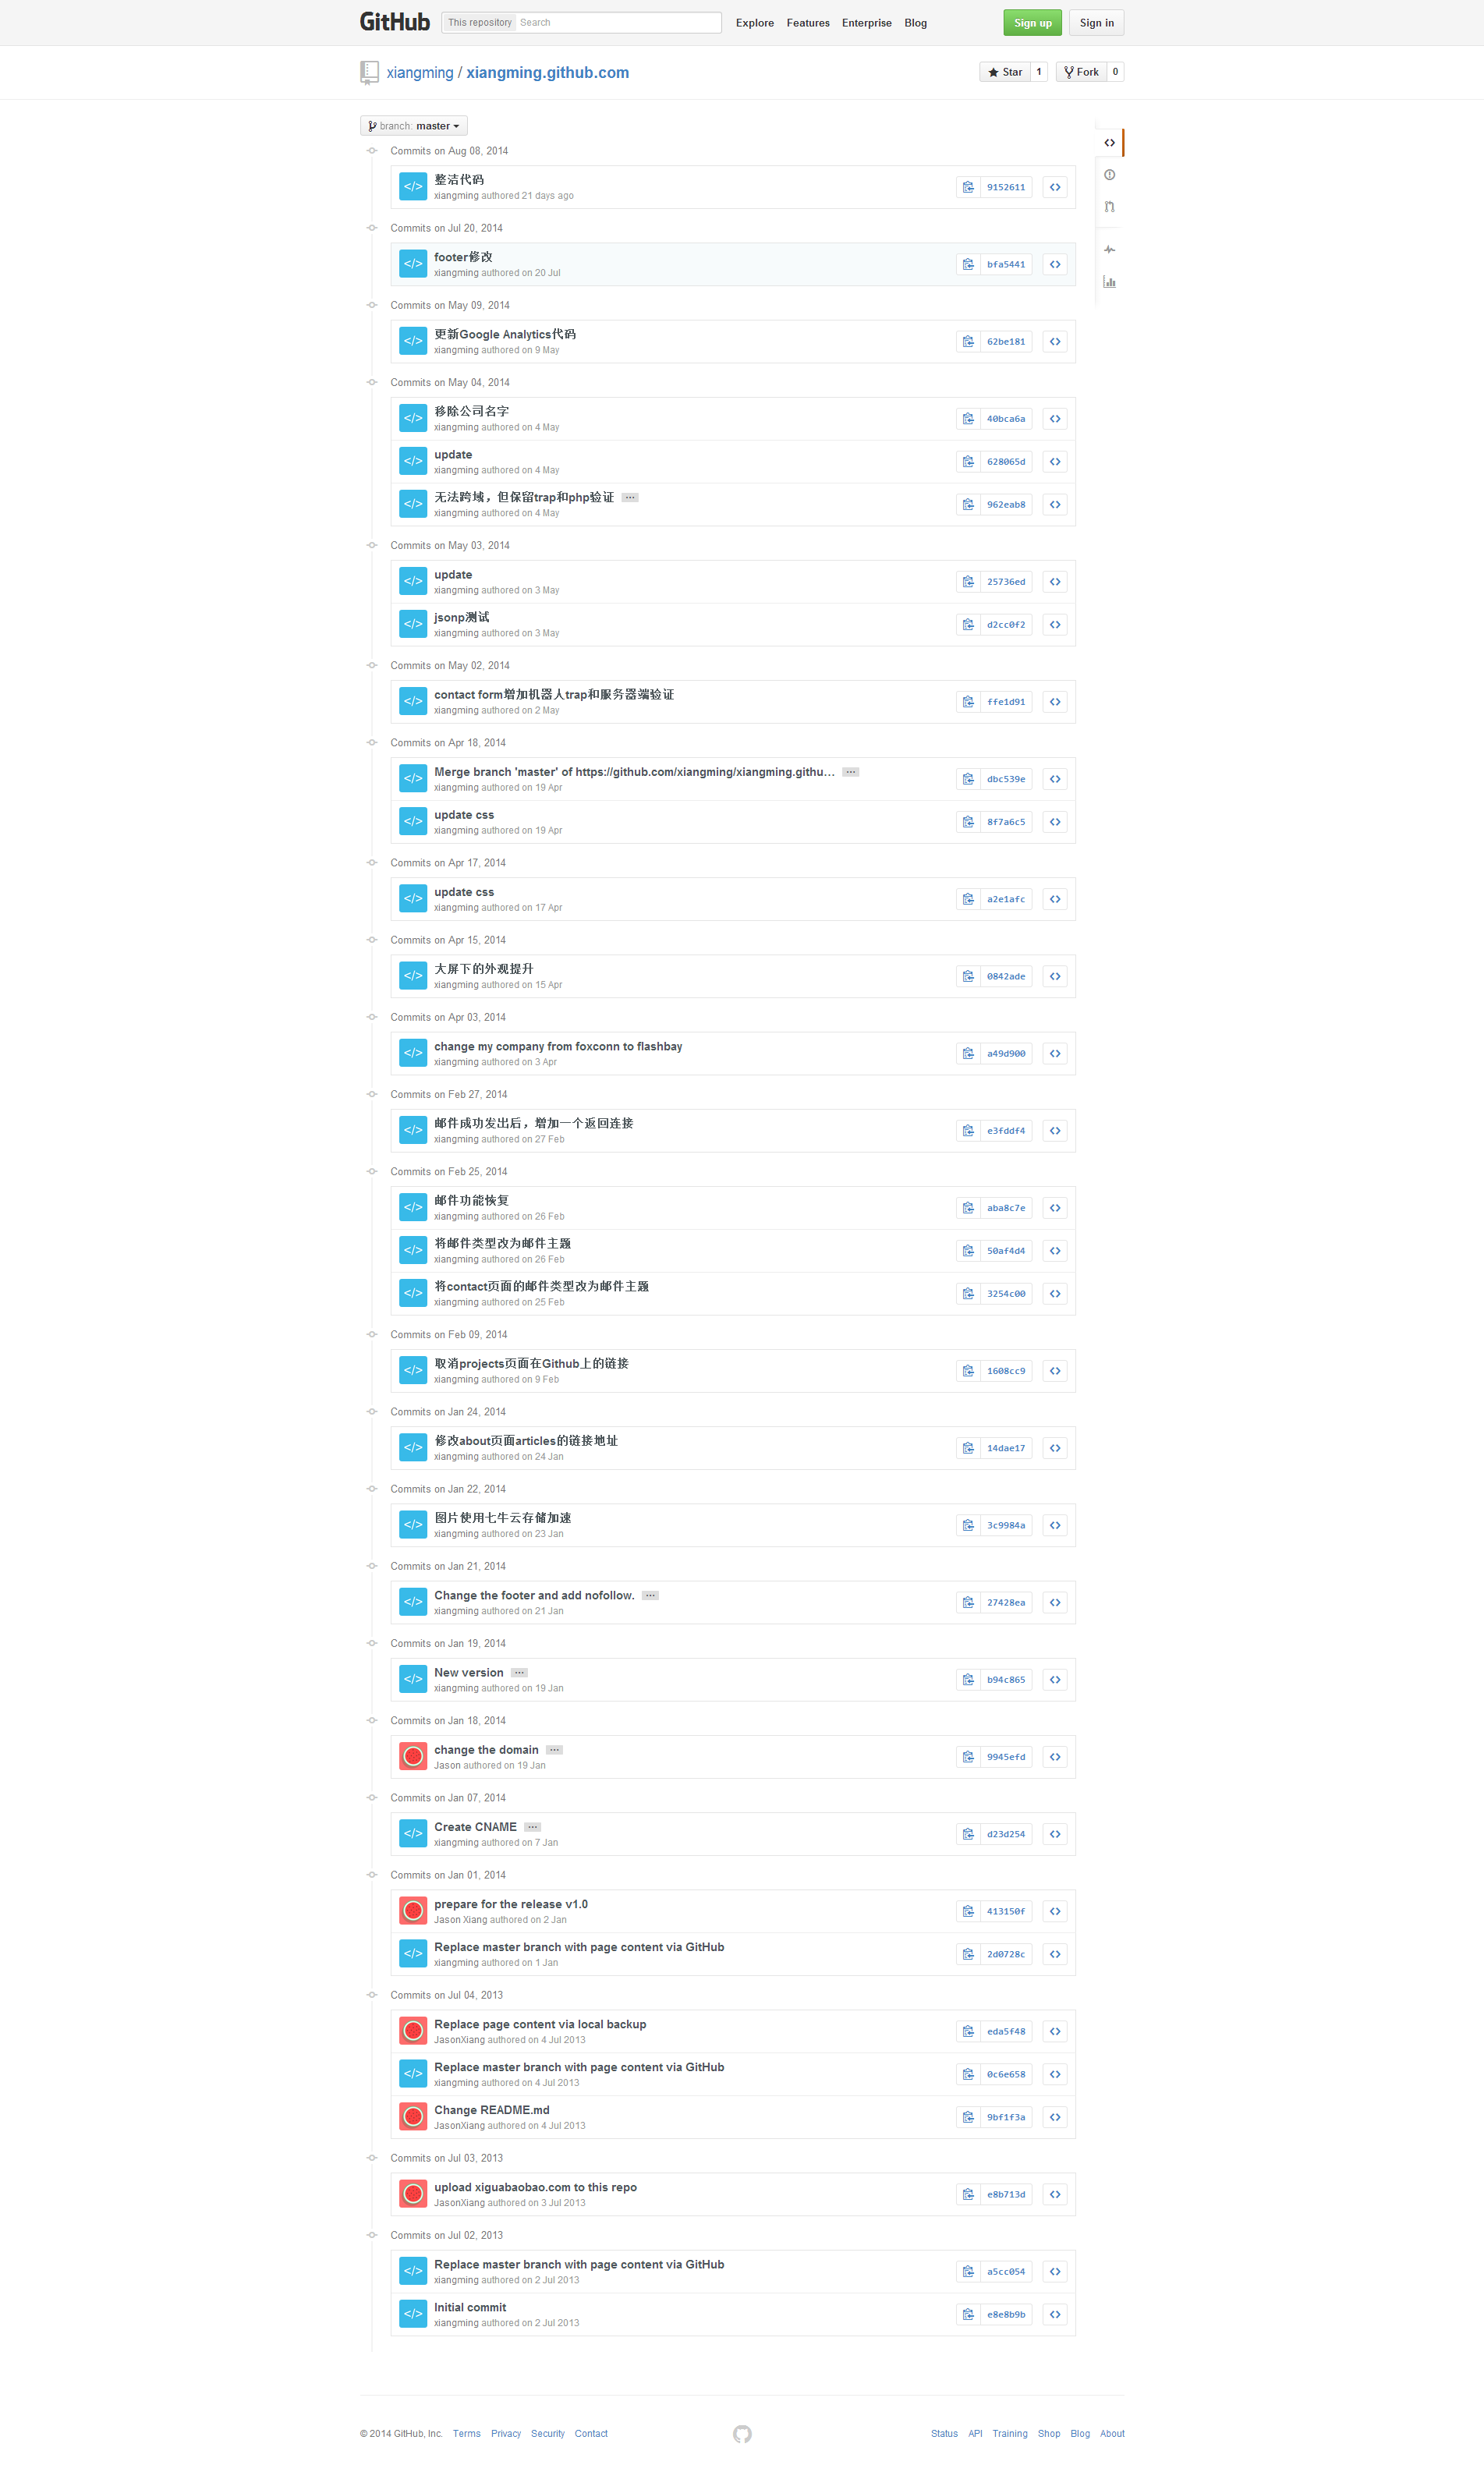 GitHub This repository Search Explore Features Enterprise Blog Sign up Sign in
xiangming / xiangming.github.com Star 1 Fork 0
branch: master
Commits on Aug 08, 2014
整洁代码
xiangming authored 21 days ago
9152611
Commits on Jul 20, 2014
footer修改
xiangming authored on 20 Jul
bfa5441
Commits on May 09, 2014
更新Google Analytics代码
xiangming authored on 9 May
62be181
Commits on May 04, 2014
移除公司名字
xiangming authored on 4 May
40bca6a
update
xiangming authored on 4 May
628065d
无法跨域，但保留trap和php验证 …
xiangming authored on 4 May
962eab8
Commits on May 03, 2014
update
xiangming authored on 3 May
25736ed
jsonp测试
xiangming authored on 3 May
d2cc0f2
Commits on May 02, 2014
contact form增加机器人trap和服务器端验证
xiangming authored on 2 May
ffe1d91
Commits on Apr 18, 2014
Merge branch 'master' of https://github.com/xiangming/xiangming.githu… …
xiangming authored on 19 Apr
dbc539e
update css
xiangming authored on 19 Apr
8f7a6c5
Commits on Apr 17, 2014
update css
xiangming authored on 17 Apr
a2e1afc
Commits on Apr 15, 2014
大屏下的外观提升
xiangming authored on 15 Apr
0842ade
Commits on Apr 03, 2014
change my company from foxconn to flashbay
xiangming authored on 3 Apr
a49d900
Commits on Feb 27, 2014
邮件成功发出后，增加一个返回连接
xiangming authored on 27 Feb
e3fddf4
Commits on Feb 25, 2014
邮件功能恢复
xiangming authored on 26 Feb
aba8c7e
将邮件类型改为邮件主题
xiangming authored on 26 Feb
50af4d4
将contact页面的邮件类型改为邮件主题
xiangming authored on 25 Feb
3254c00
Commits on Feb 09, 2014
取消projects页面在Github上的链接
xiangming authored on 9 Feb
1608cc9
Commits on Jan 24, 2014
修改about页面articles的链接地址
xiangming authored on 24 Jan
14dae17
Commits on Jan 22, 2014
图片使用七牛云存储加速
xiangming authored on 23 Jan
3c9984a
Commits on Jan 21, 2014
Change the footer and add nofollow. …
xiangming authored on 21 Jan
27428ea
Commits on Jan 19, 2014
New version …
xiangming authored on 19 Jan
b94c865
Commits on Jan 18, 2014
change the domain …
Jason authored on 19 Jan
9945efd
Commits on Jan 07, 2014
Create CNAME …
xiangming authored on 7 Jan
d23d254
Commits on Jan 01, 2014
prepare for the release v1.0
Jason Xiang authored on 2 Jan
413150f
Replace master branch with page content via GitHub
xiangming authored on 1 Jan
2d0728c
Commits on Jul 04, 2013
Replace page content via local backup
JasonXiang authored on 4 Jul 2013
eda5f48
Replace master branch with page content via GitHub
xiangming authored on 4 Jul 2013
0c6e658
Change README.md
JasonXiang authored on 4 Jul 2013
9bf1f3a
Commits on Jul 03, 2013
upload xiguabaobao.com to this repo
JasonXiang authored on 3 Jul 2013
e8b713d
Commits on Jul 02, 2013
Replace master branch with page content via GitHub
xiangming authored on 2 Jul 2013
a5cc054
Initial commit
xiangming authored on 2 Jul 2013
e8e8b9b
© 2014 GitHub, Inc. Terms Privacy Security Contact Status API Training Shop Blog About